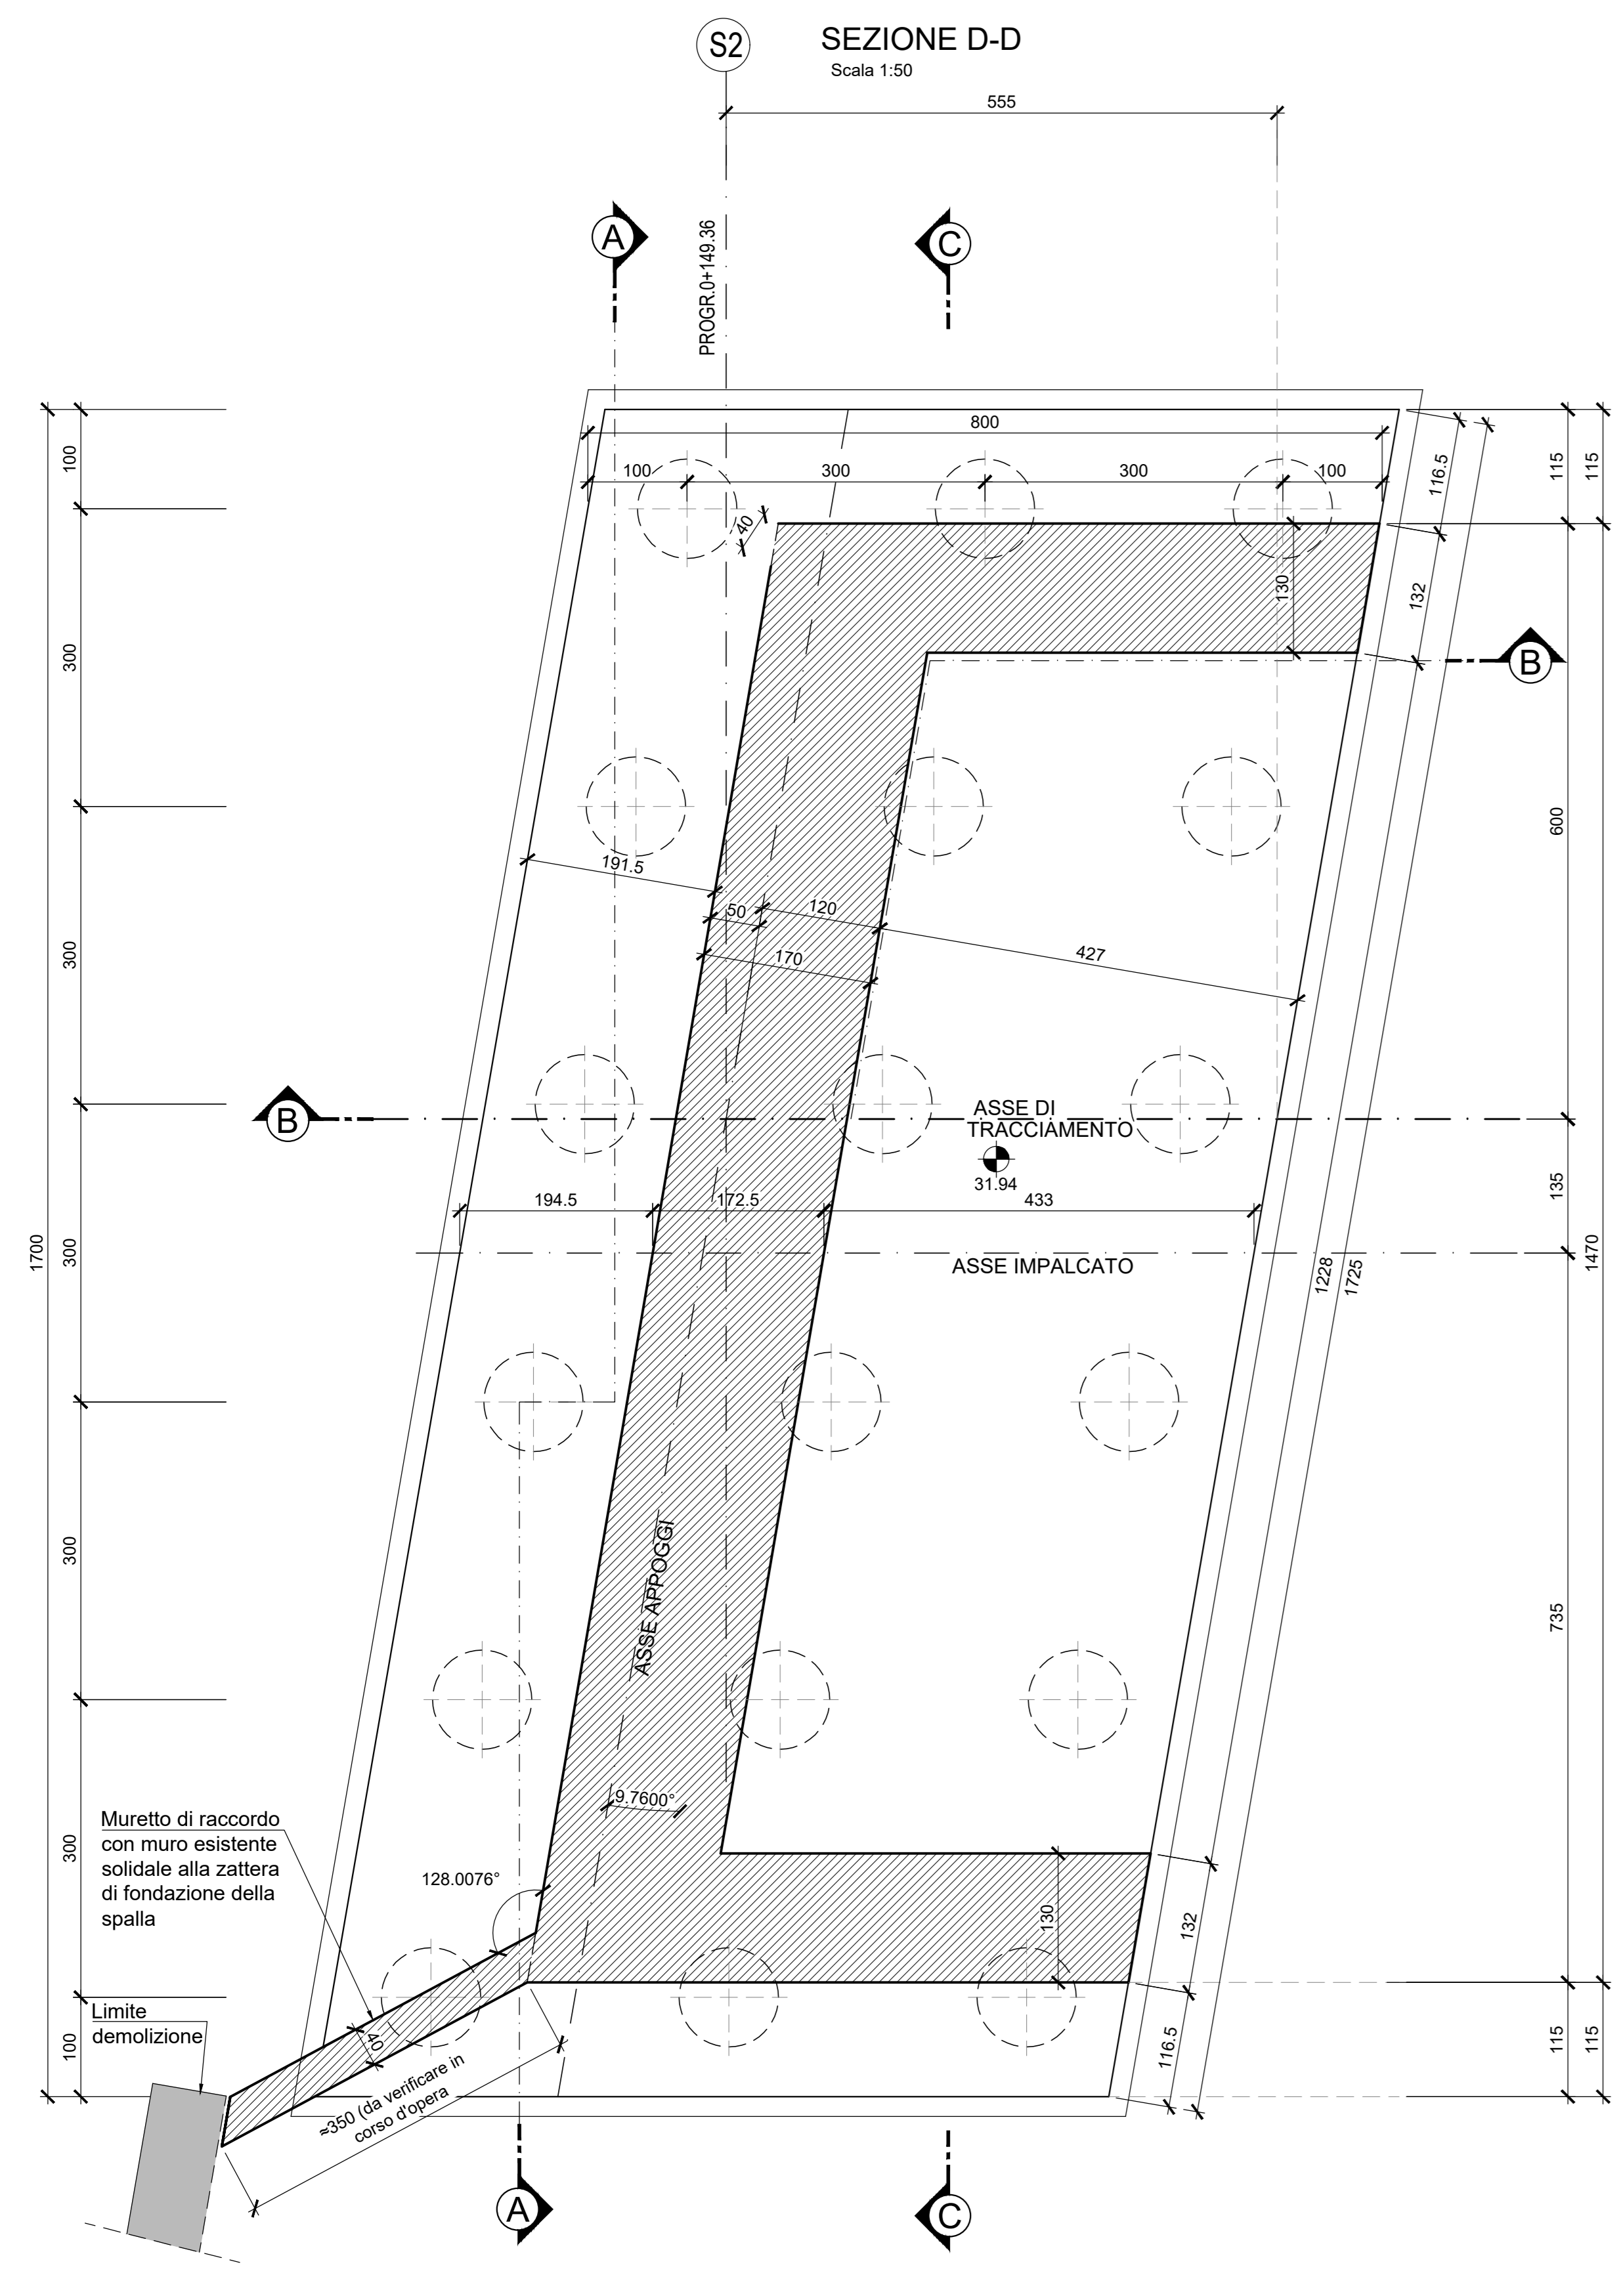 S2
SEZIONE D-D
Scala 1:50
555
A
C
PROGR.0+149.36
800
100
300
300
100
40
130
116.5
132
115
115
100
300
300
300
300
300
100
1700
B
600
191.5
50
120
170
427
B
ASSE DI
TRACCIAMENTO
31.94
135
194.5
172.5
433
ASSE IMPALCATO
1228
1725
1470
735
ASSE APPOGGI
9.7600°
128.0076°
Muretto di raccordo
con muro esistente
solidale alla zattera
di fondazione della
spalla
130
132
Limite
demolizione
40
≈350 (da verificare in
corso d'opera
116.5
115
115
A
C